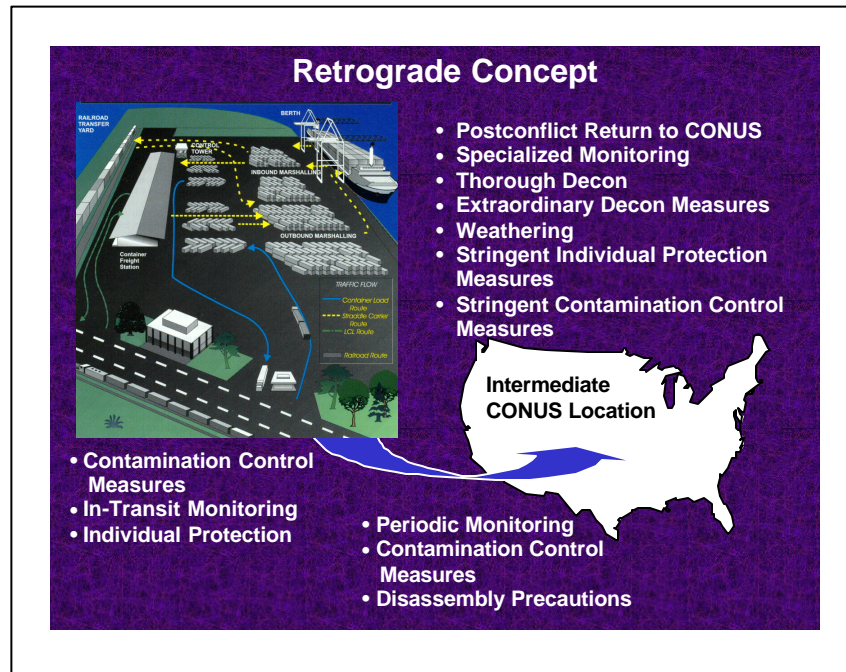 Retrograde Concept
RAILROAD
TRANSFER
YARD
BERTH
CONTROL
TOWER
INBOUND MARSHALLING
OUTBOUND MARSHALLING
Container
Freight
Station
TRAFFIC FLOW
Container Load
Route
Straddle Carrier
Route
LCL Route
Railroad Route
• Postconflict Return to CONUS
• Specialized Monitoring
• Thorough Decon
• Extraordinary Decon Measures
• Weathering
• Stringent Individual Protection
Measures
• Stringent Contamination Control
Measures
Intermediate
CONUS Location
• Contamination Control
Measures
• In-Transit Monitoring
• Individual Protection
• Periodic Monitoring
• Contamination Control
Measures
• Disassembly Precautions